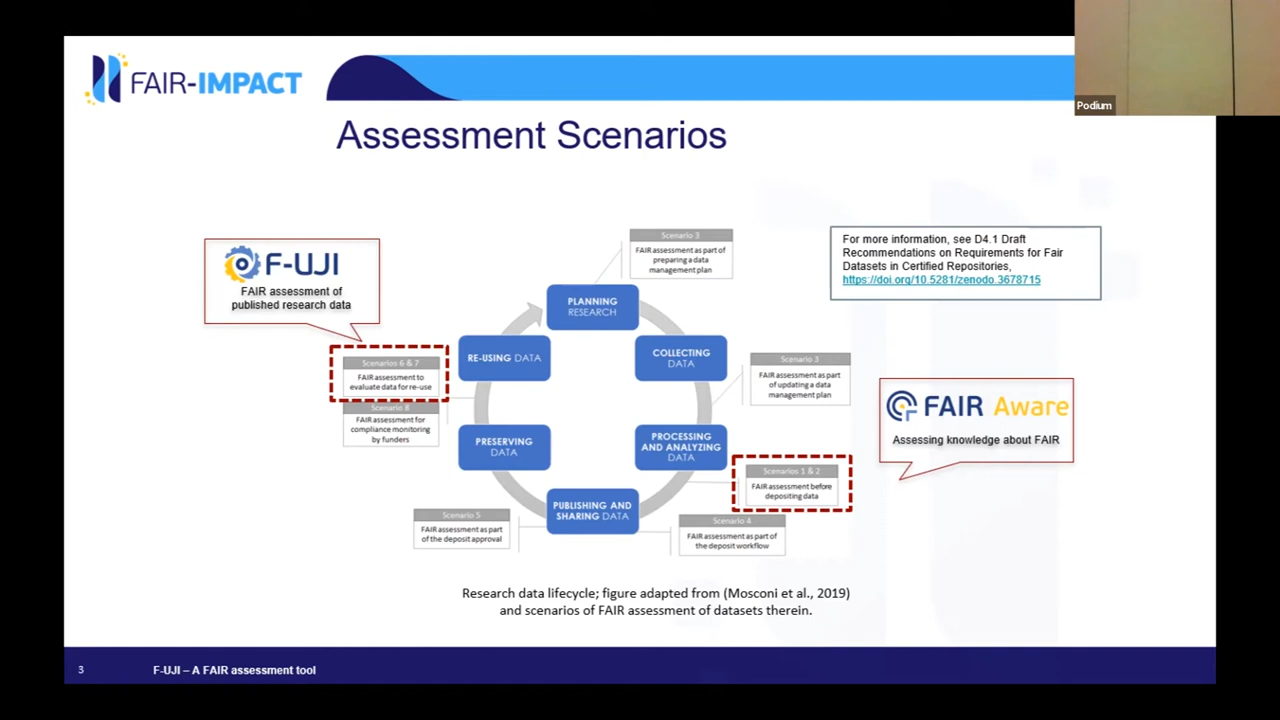 FAIR-IMPACT
Podium
Assessment Scenarios
F-UJI
FAIR assessment of
published research data
Scenario 3
FAIR assessment as part of
preparing a data
management plan
For more information, see D4.1 Draft
Recommendations on Requirements for Fair
Datasets in Certified Repositories,
https://doi.org/10.5281/zenodo.3678715
PLANNING
RESEARCH
RE-USING DATA
COLLECTING
DATA
Scenarios 6 & 7
FAIR assessment to
evaluate data for re-use
Scenario 3
FAIR assessment as part
of updating a data
management plan
Scenario 8
FAIR assessment for
compliance monitoring
by funders
FAIR Aware
Assessing knowledge about FAIR
PRESERVING
DATA
PROCESSING
AND ANALYZING
DATA
Scenarios 1 & 2
FAIR assessment before
depositing data
PUBLISHING AND
SHARING DATA
Scenario 5
FAIR assessment as part
of the deposit approval
Scenario 4
FAIR assessment as part of
the deposit workflow
Research data lifecycle; figure adapted from (Mosconi et al., 2019)
and scenarios of FAIR assessment of datasets therein.
3
F-UJI – A FAIR assessment tool